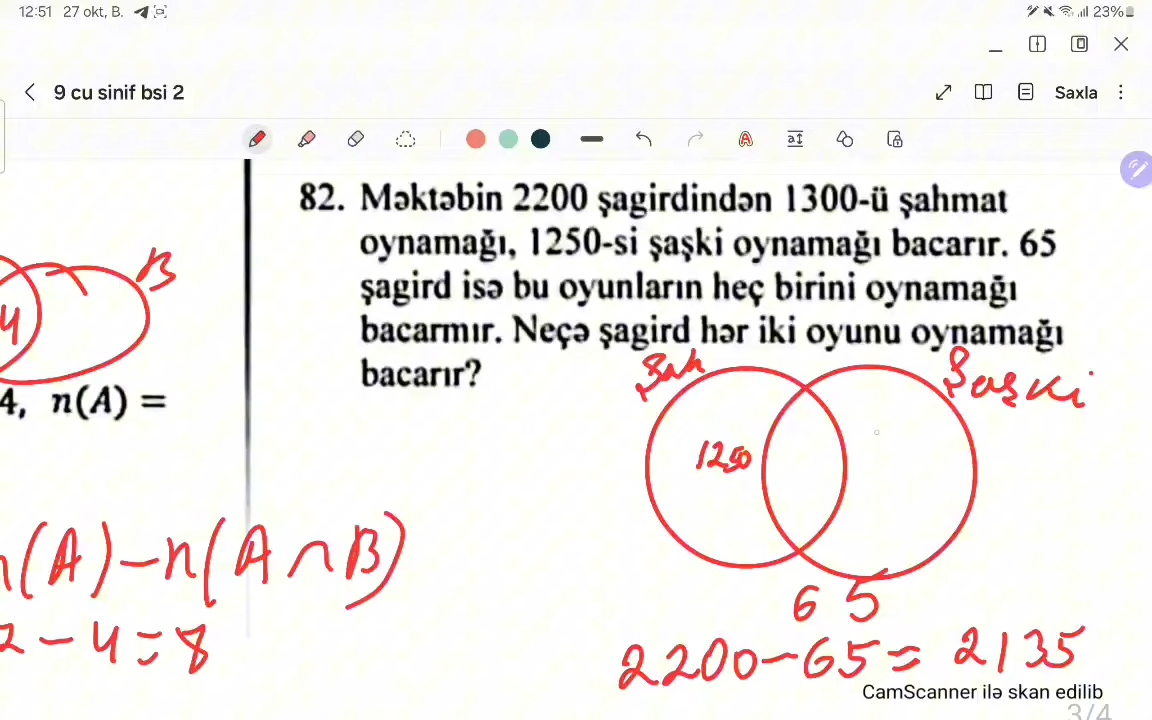 12:51 27 okt, B. 23%
9 cu sinif bsi 2 Saxla
82. Məktəbin 2200 şagirdindən 1300-ü şahmat
oynamağı, 1250-si şaşki oynamağı bacarır. 65
şagird isə bu oyunların heç birini oynamağı
bacarmır. Neçə şagird hər iki oyunu oynamağı
bacarır?
B
4
4, n(A) =
Şah Şaşki
1250
n(A)-n(A∩B)
2-4=8
65
2200-65=2135
CamScanner ilə skan edilib
3/4